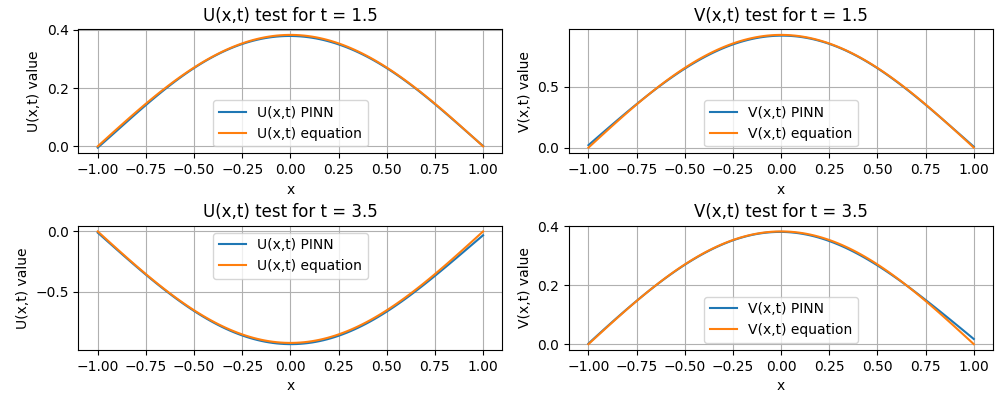 U(x,t) test for t = 1.5
U(x,t) value
0.4
0.2
0.0
U(x,t) PINN
U(x,t) equation
−1.00 −0.75 −0.50 −0.25 0.00 0.25 0.50 0.75 1.00
x
V(x,t) test for t = 1.5
V(x,t) value
0.5
0.0
V(x,t) PINN
V(x,t) equation
−1.00 −0.75 −0.50 −0.25 0.00 0.25 0.50 0.75 1.00
x
U(x,t) test for t = 3.5
U(x,t) value
0.0
−0.5
U(x,t) PINN
U(x,t) equation
−1.00 −0.75 −0.50 −0.25 0.00 0.25 0.50 0.75 1.00
x
V(x,t) test for t = 3.5
V(x,t) value
0.4
0.2
0.0
V(x,t) PINN
V(x,t) equation
−1.00 −0.75 −0.50 −0.25 0.00 0.25 0.50 0.75 1.00
x